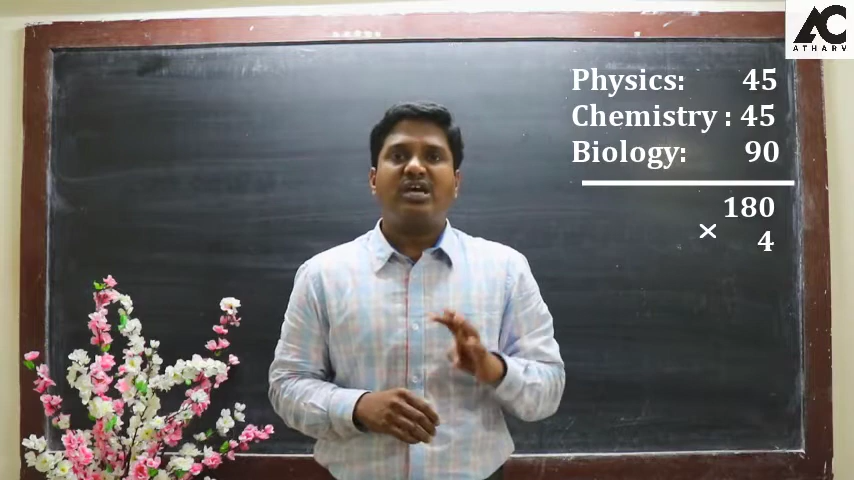 AC
ATHARV
Physics: 45
Chemistry : 45
Biology: 90
180
× 4